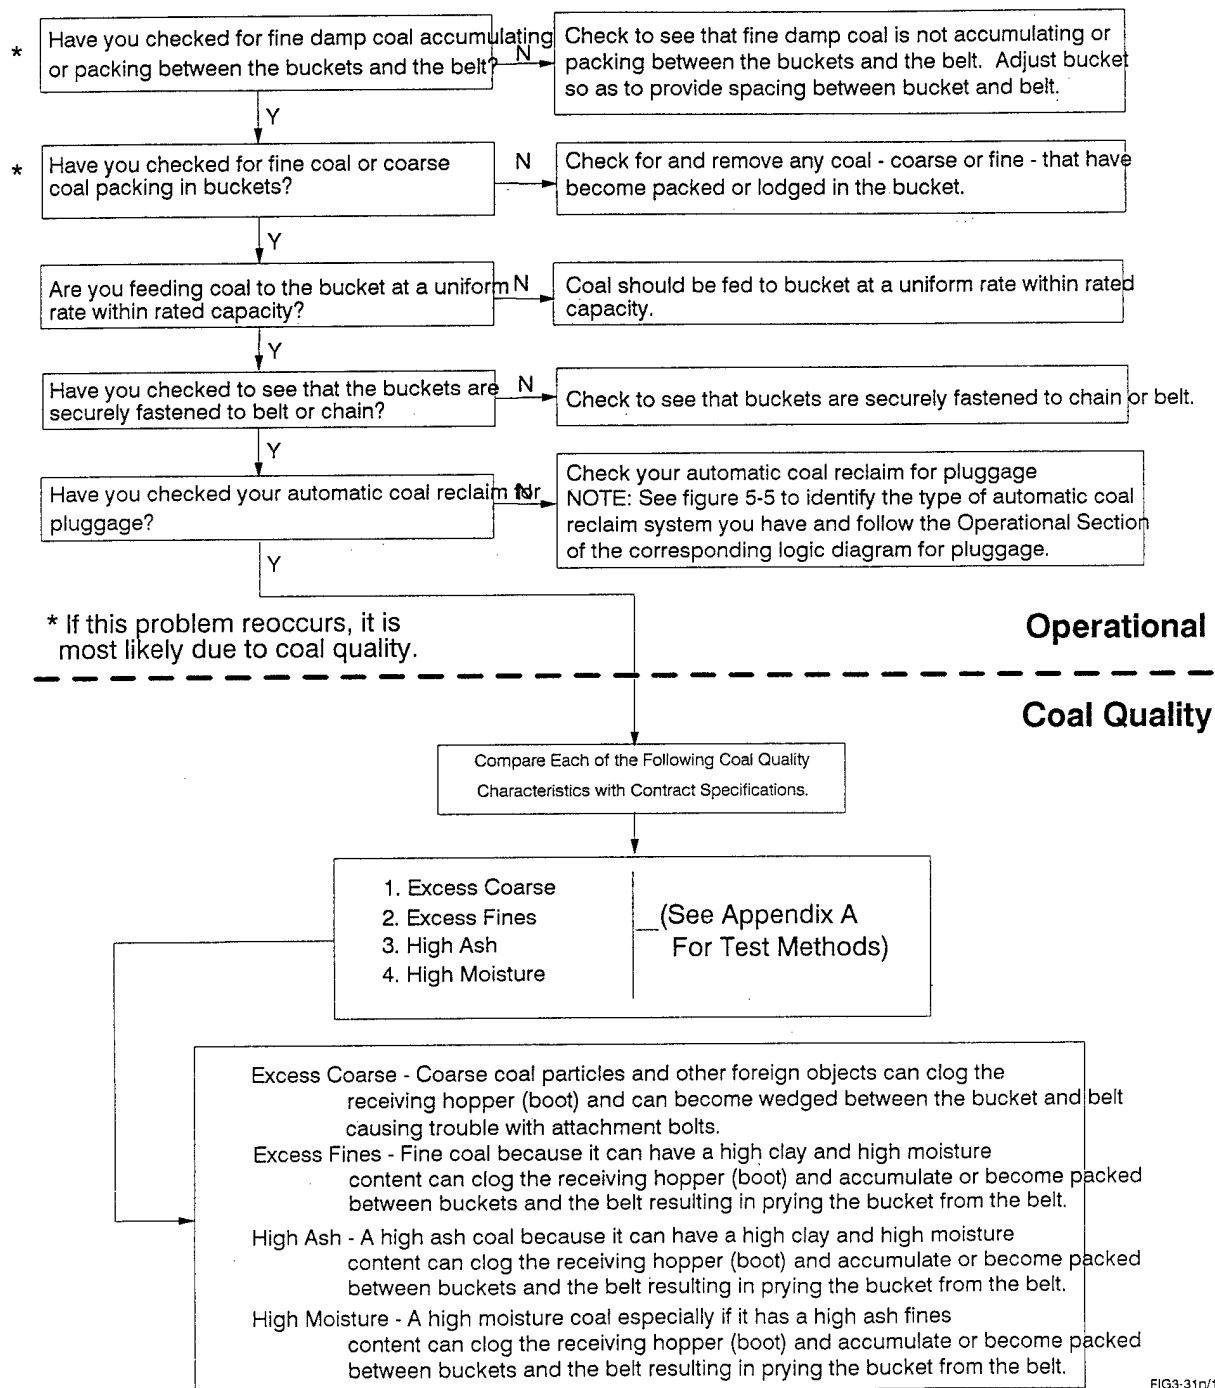 * Have you checked for fine damp coal accumulating
or packing between the buckets and the belt?
N
Check to see that fine damp coal is not accumulating or
packing between the buckets and the belt. Adjust bucket
so as to provide spacing between bucket and belt.
Y
* Have you checked for fine coal or coarse
coal packing in buckets?
N
Check for and remove any coal - coarse or fine - that have
become packed or lodged in the bucket.
Y
Are you feeding coal to the bucket at a uniform
rate within rated capacity?
N
Coal should be fed to bucket at a uniform rate within rated
capacity.
Y
Have you checked to see that the buckets are
securely fastened to belt or chain?
N
Check to see that buckets are securely fastened to chain or belt.
Y
Have you checked your automatic coal reclaim for
pluggage?
N
Check your automatic coal reclaim for pluggage
NOTE: See figure 5-5 to identify the type of automatic coal
reclaim system you have and follow the Operational Section
of the corresponding logic diagram for pluggage.
Y
* If this problem reoccurs, it is
most likely due to coal quality.
Operational
Coal Quality
Compare Each of the Following Coal Quality
Characteristics with Contract Specifications.
1. Excess Coarse
2. Excess Fines
3. High Ash
4. High Moisture
(See Appendix A
For Test Methods)
Excess Coarse - Coarse coal particles and other foreign objects can clog the
receiving hopper (boot) and can become wedged between the bucket and belt
causing trouble with attachment bolts.
Excess Fines - Fine coal because it can have a high clay and high moisture
content can clog the receiving hopper (boot) and accumulate or become packed
between buckets and the belt resulting in prying the bucket from the belt.
High Ash - A high ash coal because it can have a high clay and high moisture
content can clog the receiving hopper (boot) and accumulate or become packed
between buckets and the belt resulting in prying the bucket from the belt.
High Moisture - A high moisture coal especially if it has a high ash fines
content can clog the receiving hopper (boot) and accumulate or become packed
between buckets and the belt resulting in prying the bucket from the belt.
FIG3-31n/1